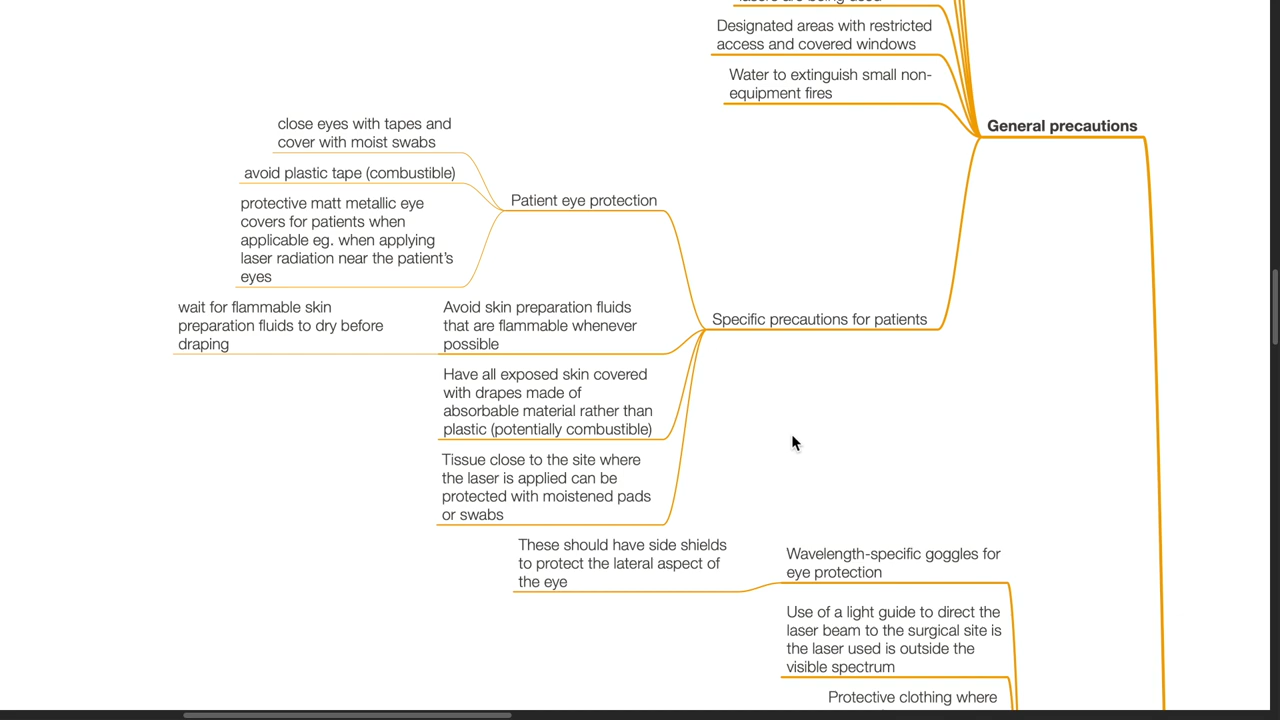 lasers are being used
Designated areas with restricted
access and covered windows
Water to extinguish small non-
equipment fires
General precautions
close eyes with tapes and
cover with moist swabs
avoid plastic tape (combustible)
protective matt metallic eye
covers for patients when
applicable eg. when applying
laser radiation near the patient's
eyes
Patient eye protection
wait for flammable skin
preparation fluids to dry before
draping
Avoid skin preparation fluids
that are flammable whenever
possible
Specific precautions for patients
Have all exposed skin covered
with drapes made of
absorbable material rather than
plastic (potentially combustible)
Tissue close to the site where
the laser is applied can be
protected with moistened pads
or swabs
These should have side shields
to protect the lateral aspect of
the eye
Wavelength-specific goggles for
eye protection
Use of a light guide to direct the
laser beam to the surgical site is
the laser used is outside the
visible spectrum
Protective clothing where